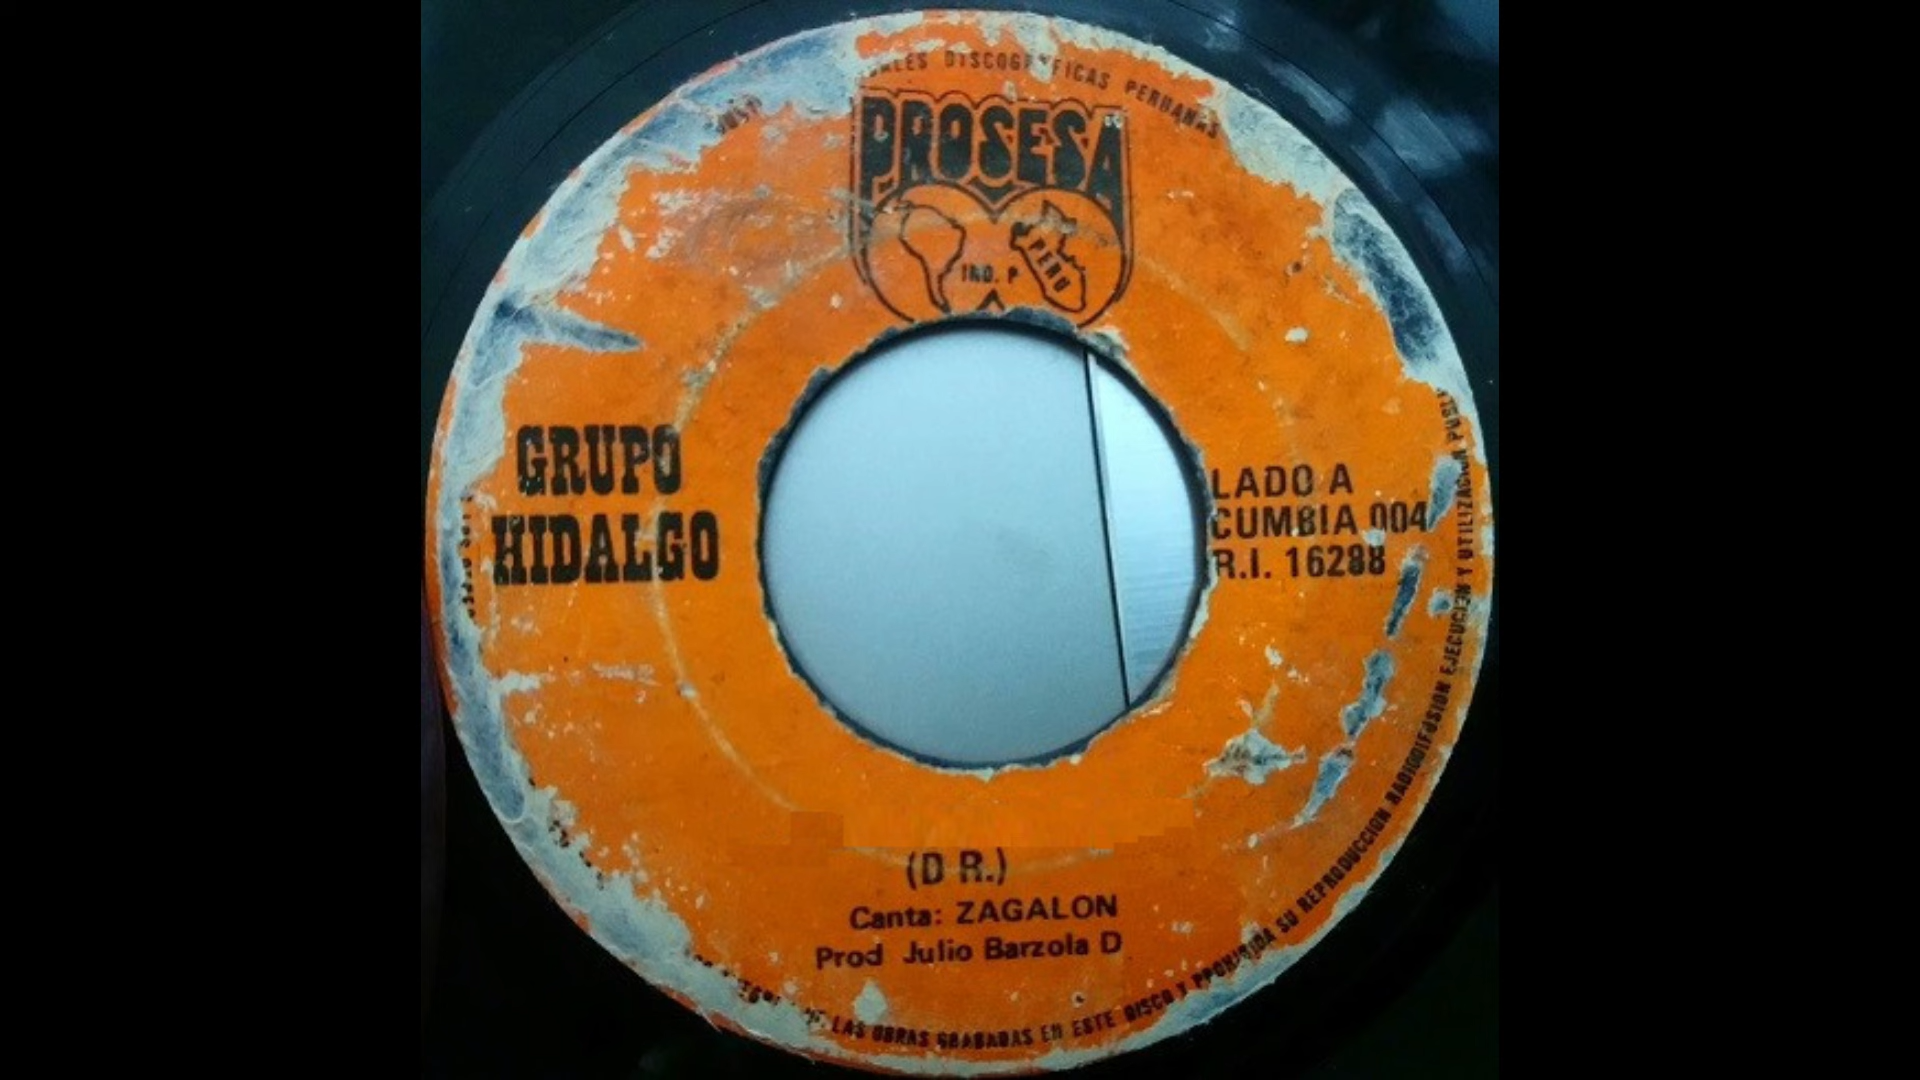 DISCOGRAFICAS PERUANAS
PROSESA
IND. P
PERU
GRUPO
HIDALGO
LADO A
CUMBIA 004
R.I. 16288
(D R.)
Canta: ZAGALON
Prod Julio Barzola D
LAS OBRAS GRABADAS EN ESTE DISCO Y PROHIBIDA SU REPRODUCCION RADIODIFUSION EJECUCION Y UTILIZACION